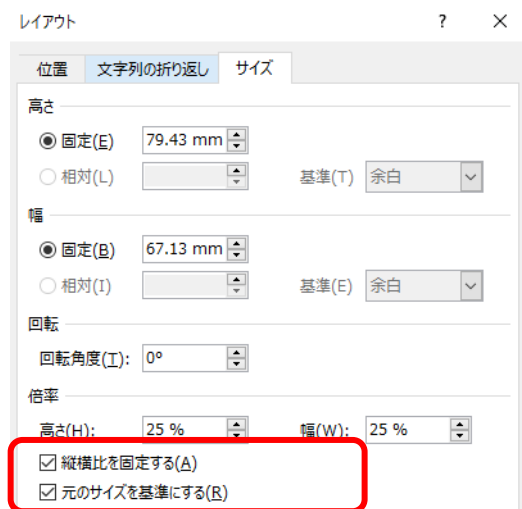 レイアウト ? ×
位置 文字列の折り返し サイズ
高さ
固定(E) 79.43 mm
相対(L) 基準(T) 余白
幅
固定(B) 67.13 mm
相対(I) 基準(E) 余白
回転
回転角度(T): 0°
倍率
高さ(H): 25 % 幅(W): 25 %
縦横比を固定する(A)
元のサイズを基準にする(R)